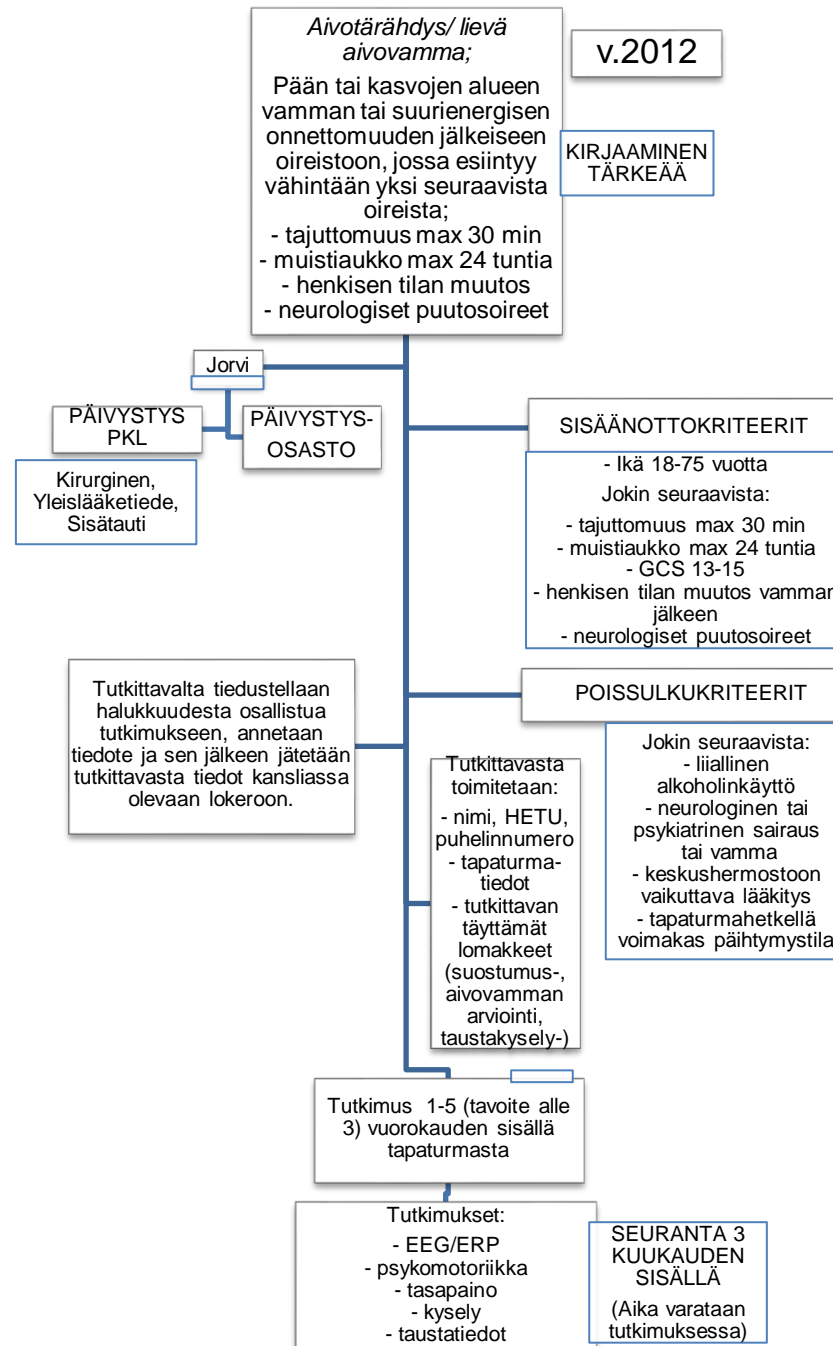 Aivotärähdys/ lievä
aivovamma;
Pään tai kasvojen alueen
vamman tai suurienergisen
onnettomuuden jälkeiseen
oireistoon, jossa esiintyy
vähintään yksi seuraavista
oireista;
- tajuttomuus max 30 min
- muistiaukko max 24 tuntia
- henkisen tilan muutos
- neurologiset puutosoireet
v.2012
KIRJAAMINEN
TÄRKEÄÄ
Jorvi
PÄIVYSTYS
PKL
PÄIVYSTYS-
OSASTO
Kirurginen,
Yleislääketiede,
Sisätauti
SISÄÄNOTTOKRITEERIT
- Ikä 18-75 vuotta
Jokin seuraavista:
- tajuttomuus max 30 min
- muistiaukko max 24 tuntia
- GCS 13-15
- henkisen tilan muutos vamman
jälkeen
- neurologiset puutosoireet
Tutkittavalta tiedustellaan
halukkuudesta osallistua
tutkimukseen, annetaan
tiedote ja sen jälkeen jätetään
tutkittavasta tiedot kansliassa
olevaan lokeroon.
POISSULKUKRITEERIT
Jokin seuraavista:
- liiallinen
alkoholinkäyttö
- neurologinen tai
psykiatrinen sairaus
tai vamma
- keskushermostoon
vaikuttava lääkitys
- tapaturmahetkellä
voimakas päihtymystila
Tutkittavasta
toimitetaan:
- nimi, HETU,
puhelinnumero
- tapaturma-
tiedot
- tutkittavan
täyttämät
lomakkeet
(suostumus-,
aivovamman
arviointi,
taustakysely-)
Tutkimus 1-5 (tavoite alle
3) vuorokauden sisällä
tapaturmasta
Tutkimukset:
- EEG/ERP
- psykomotoriikka
- tasapaino
- kysely
- taustatiedot
SEURANTA 3
KUUKAUDEN
SISÄLLÄ
(Aika varataan
tutkimuksessa)